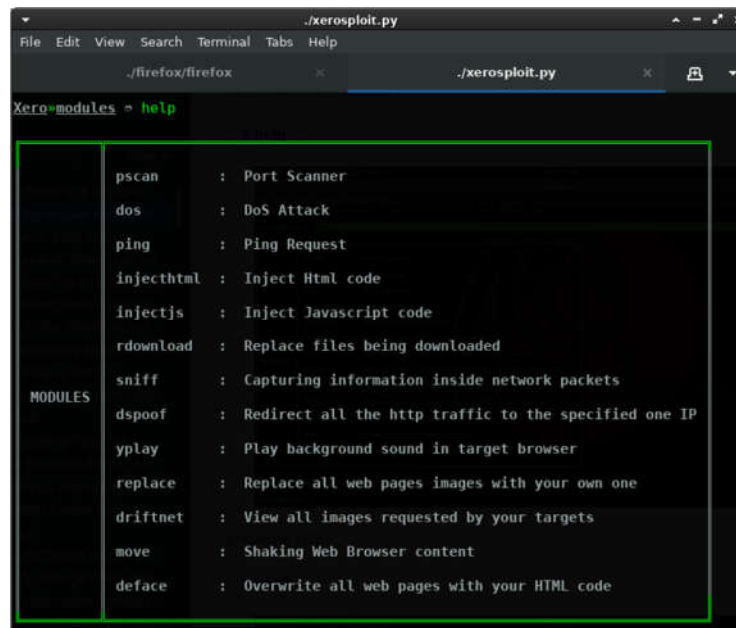 ./xerosploit.py
File Edit View Search Terminal Tabs Help
./firefox/firefox × ./xerosploit.py ×
Xero»modules » help
MODULES
pscan : Port Scanner
dos : DoS Attack
ping : Ping Request
injecthtml : Inject Html code
injectjs : Inject Javascript code
rdownload : Replace files being downloaded
sniff : Capturing information inside network packets
dspoof : Redirect all the http traffic to the specified one IP
yplay : Play background sound in target browser
replace : Replace all web pages images with your own one
driftnet : View all images requested by your targets
move : Shaking Web Browser content
deface : Overwrite all web pages with your HTML code